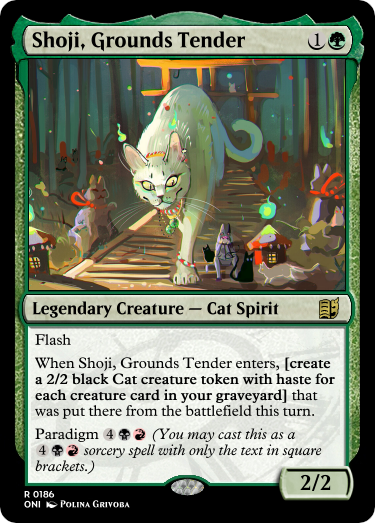 Shoji, Grounds Tender 1
Legendary Creature — Cat Spirit
Flash
When Shoji, Grounds Tender enters, [create
a 2/2 black Cat creature token with haste for
each creature card in your graveyard] that
was put there from the battlefield this turn.
Paradigm 4 (You may cast this as a
4 sorcery spell with only the text in square
brackets.)
2/2
R 0186
ONI POLINA GRIVOBA